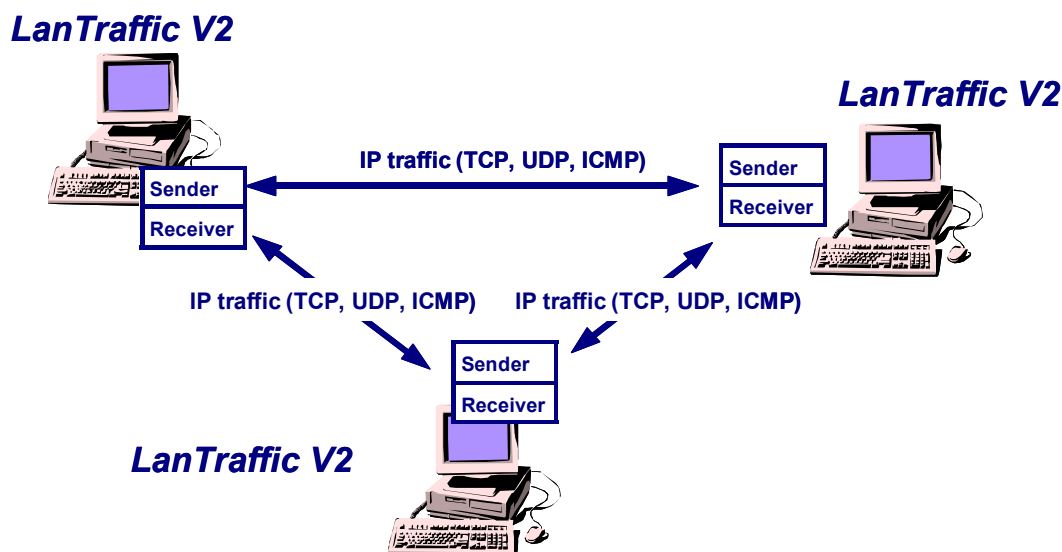 LanTraffic V2
LanTraffic V2
IP traffic (TCP, UDP, ICMP)
Sender
Receiver
Sender
Receiver
IP traffic (TCP, UDP, ICMP)
IP traffic (TCP, UDP, ICMP)
Sender
Receiver
LanTraffic V2